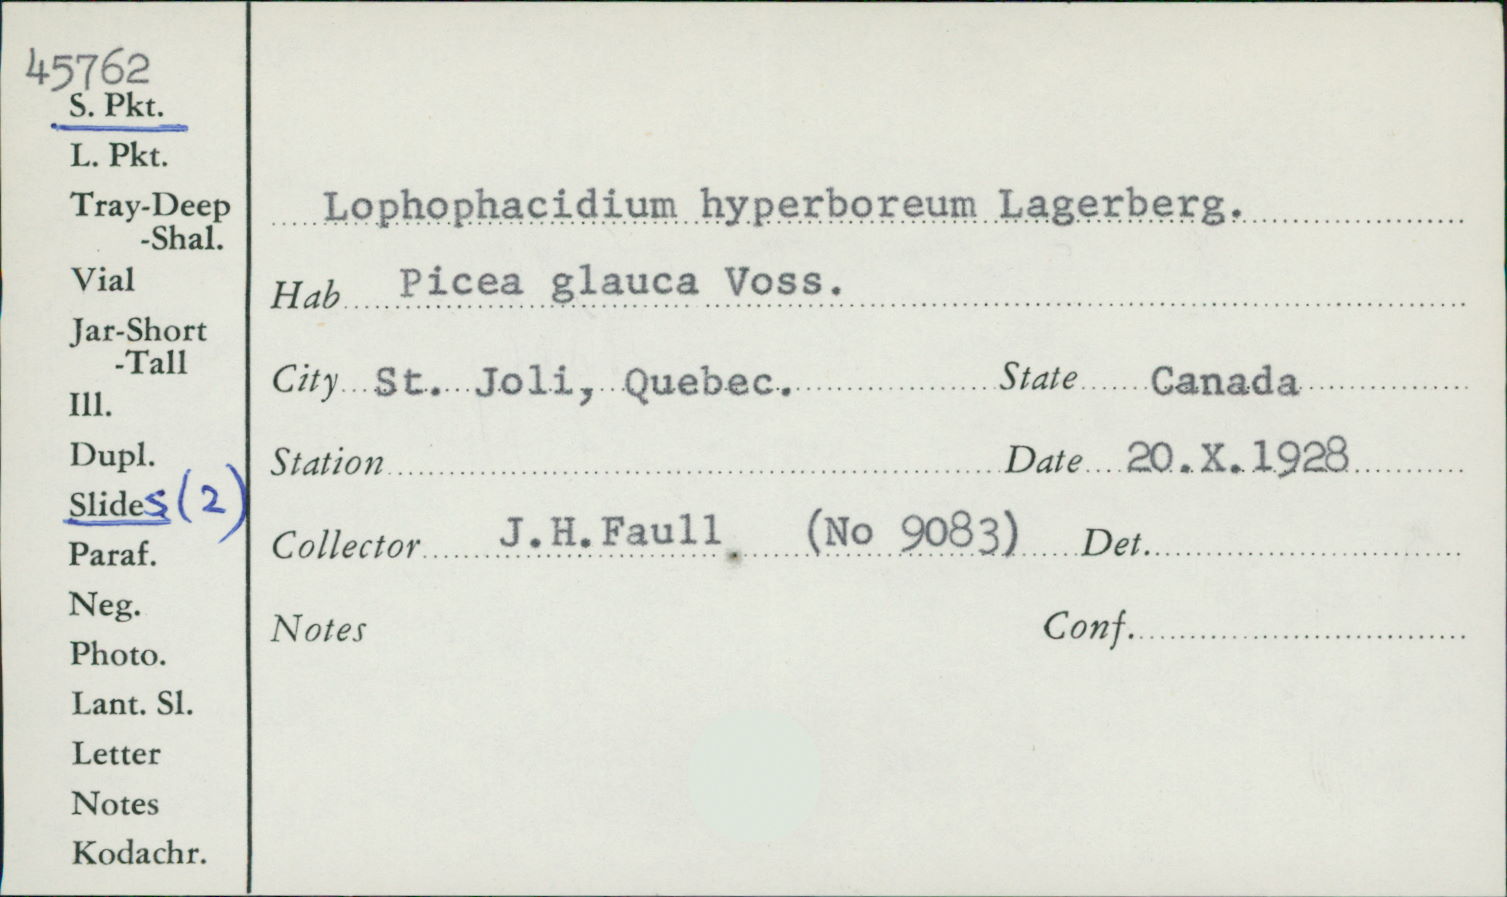 45762
S. Pkt.
L. Pkt.
Tray-Deep
-Shal.
Vial
Jar-Short
-Tall
Ill.
Dupl.
Slides (2)
Paraf.
Neg.
Photo.
Lant. Sl.
Letter
Notes
Kodachr.
Lophophacidium hyperboreum Lagerberg.
Hab Picea glauca Voss.
City St. Joli, Quebec. State Canada
Station Date 20.X.1928
Collector J.H.Faull (No 9083) Det.
Notes Conf.